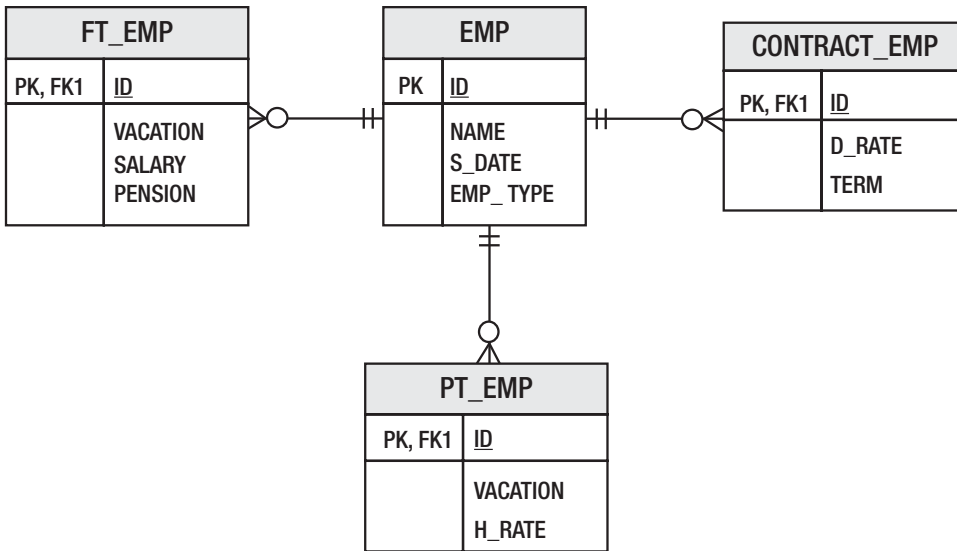 FT_EMP
PK, FK1 ID
VACATION
SALARY
PENSION
EMP
PK ID
NAME
S_DATE
EMP_ TYPE
CONTRACT_EMP
PK, FK1 ID
D_RATE
TERM
PT_EMP
PK, FK1 ID
VACATION
H_RATE